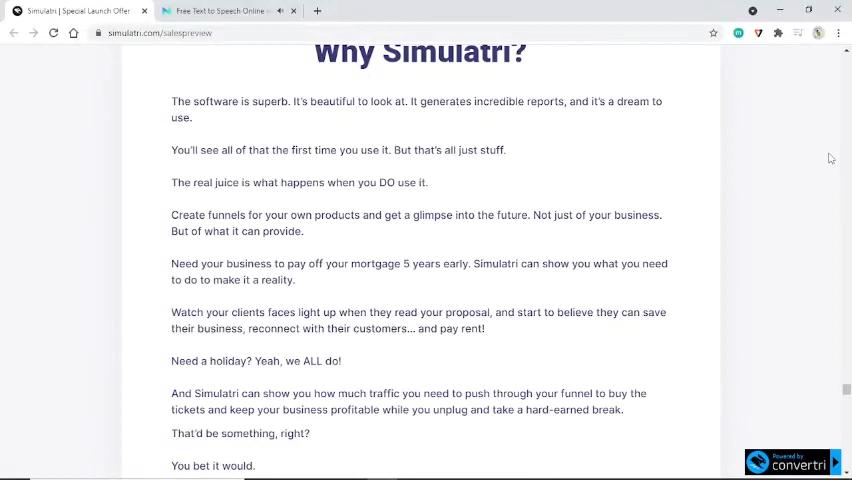 Simulatri | Special Launch Offer
Free Text to Speech Online
simulatri.com/salespreview
Why Simulatri?
The software is superb. It's beautiful to look at. It generates incredible reports, and it's a dream to
use.
You'll see all of that the first time you use it. But that's all just stuff.
The real juice is what happens when you DO use it.
Create funnels for your own products and get a glimpse into the future. Not just of your business.
But of what it can provide.
Need your business to pay off your mortgage 5 years early. Simulatri can show you what you need
to do to make it a reality.
Watch your clients faces light up when they read your proposal, and start to believe they can save
their business, reconnect with their customers... and pay rent!
Need a holiday? Yeah, we ALL do!
And Simulatri can show you how much traffic you need to push through your funnel to buy the
tickets and keep your business profitable while you unplug and take a hard-earned break.
That'd be something, right?
You bet it would.
Powered by
convertri